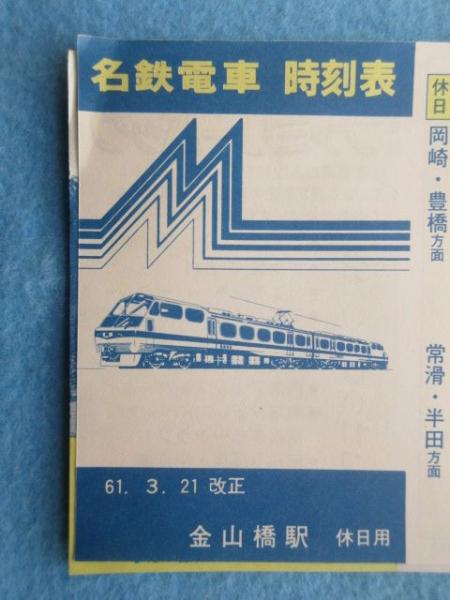 名鉄電車 時刻表
61. 3. 21 改正
金山橋駅 休日用
休日
岡崎・豊橋方面
常滑・半田方面